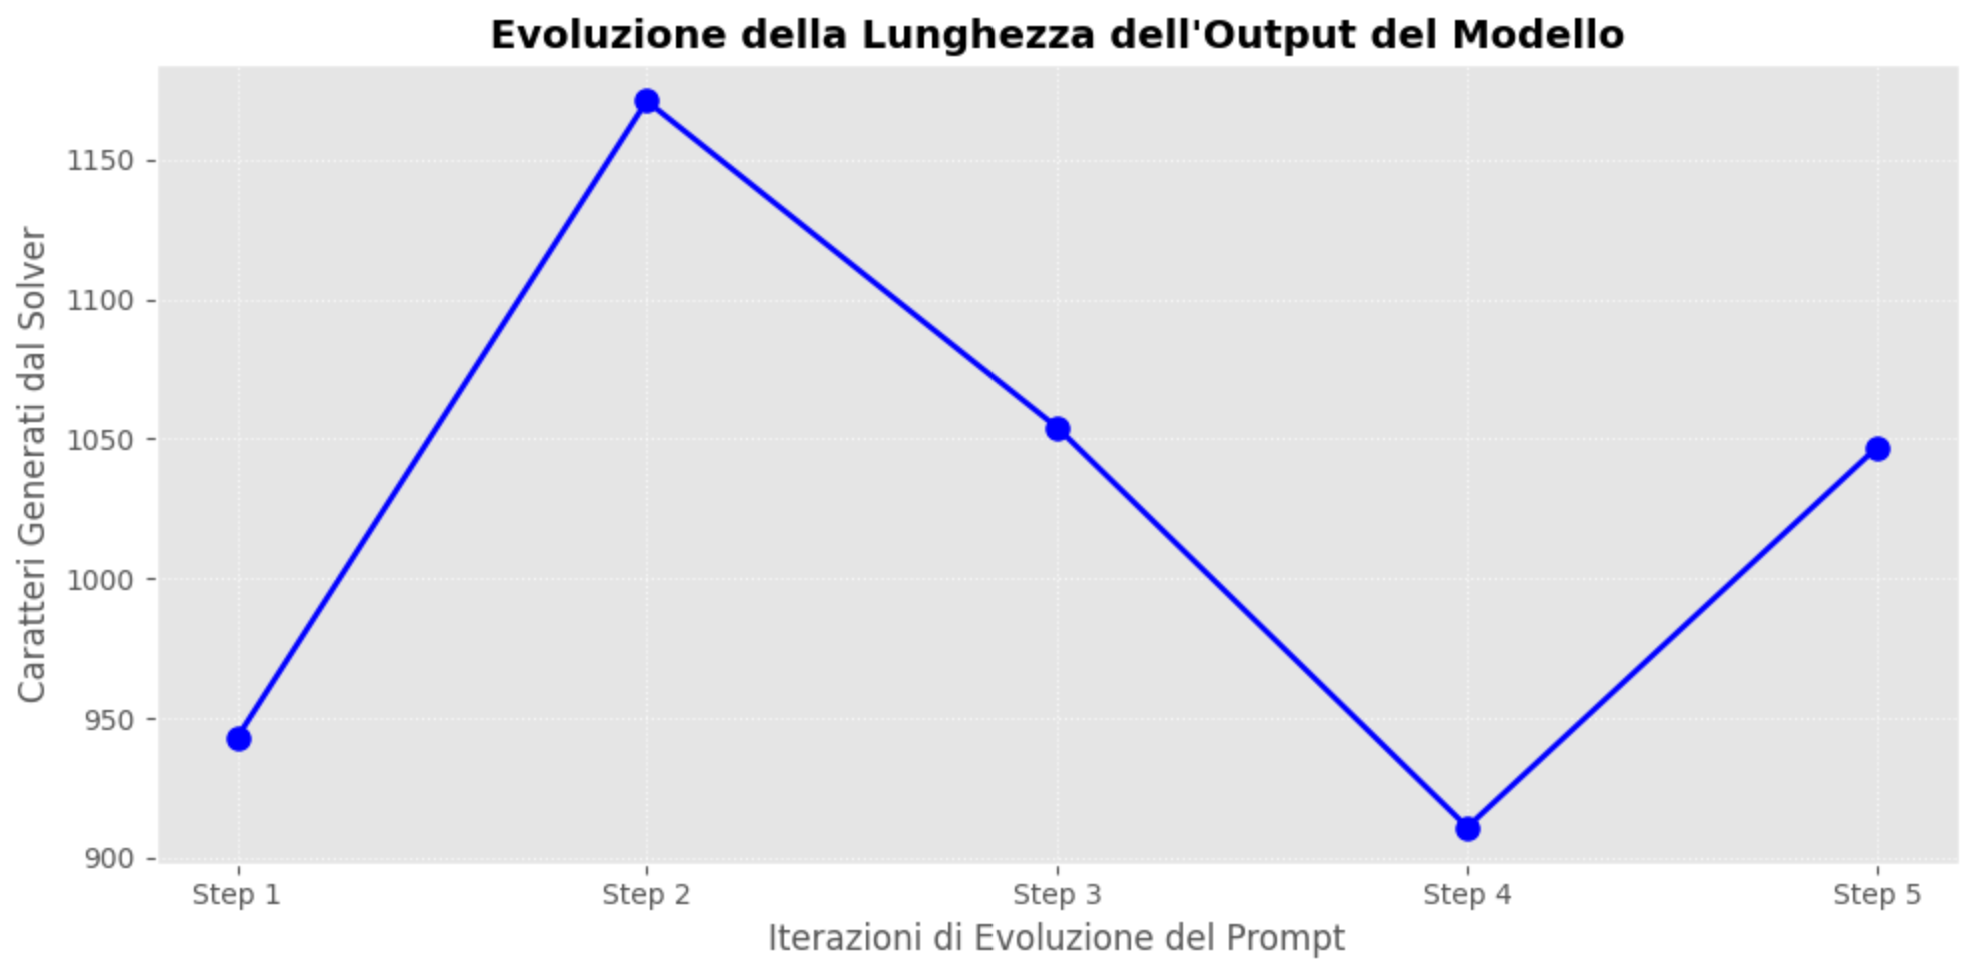 Evoluzione della Lunghezza dell'Output del Modello
Caratteri Generati dal Solver
1150
1100
1050
1000
950
900
Step 1
Step 2
Step 3
Step 4
Step 5
Iterazioni di Evoluzione del Prompt